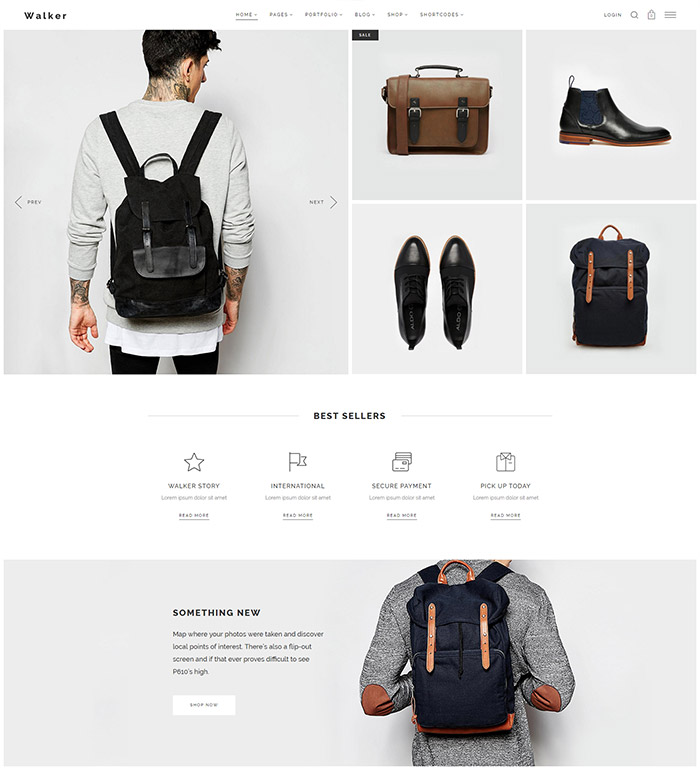 Walker
HOME PAGES PORTFOLIO BLOG SHOP SHORTCODES
LOGIN
SALE
PREV
NEXT
ALDO
BEST SELLERS
WALKER STORY
Lorem ipsum dolor sit amet
READ MORE
INTERNATIONAL
Lorem ipsum dolor sit amet
READ MORE
SECURE PAYMENT
Lorem ipsum dolor sit amet
READ MORE
PICK UP TODAY
Lorem ipsum dolor sit amet
READ MORE
SOMETHING NEW
Map where your photos were taken and discover
local points of interest. There's also a flip-out
screen and if that ever proves difficult to see
P610's high.
SHOP NOW